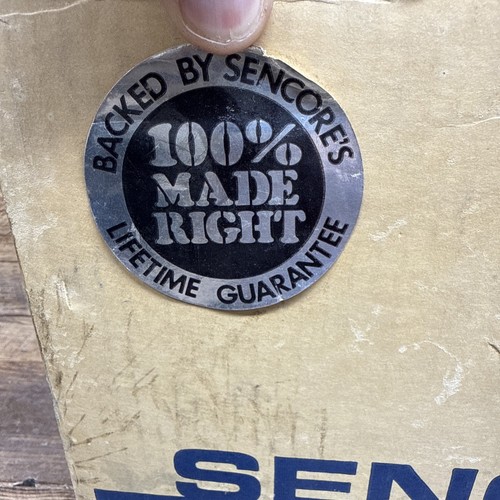 BACKED BY SENCORE'S
100%
MADE
RIGHT
LIFETIME GUARANTEE
SENC